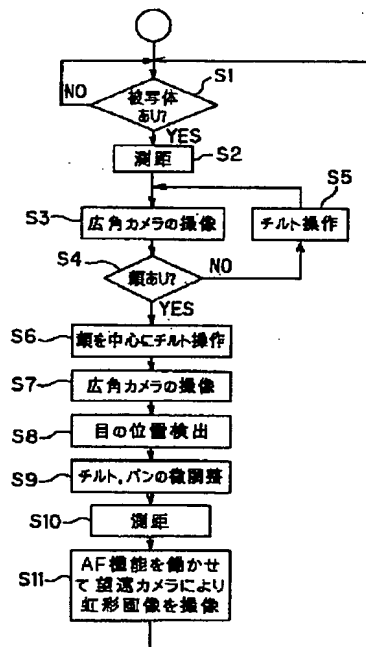 S1
被写体
あり?
NO
YES
測距
S2
S3
広角カメラの撮像
チルト操作
S5
S4
顔あり?
NO
YES
S6
顔を中心にチルト操作
S7
広角カメラの撮像
S8
目の位置検出
S9
チルト,パンの微調整
S10
測距
S11
AF機能を働かせ
て望遠カメラにより
虹彩画像を撮像